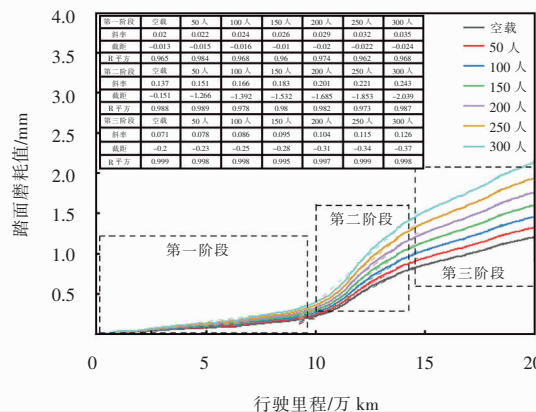 第一阶段 空载 50 人 100 人 150 人 200 人 250 人 300 人
斜率 0.02 0.022 0.024 0.026 0.029 0.032 0.035
截距 −0.013 −0.015 −0.016 −0.01 −0.02 −0.022 −0.024
R 平方 0.965 0.984 0.968 0.96 0.974 0.962 0.968
第二阶段 空载 50 人 100 人 150 人 200 人 250 人 300 人
斜率 0.137 0.151 0.166 0.183 0.201 0.221 0.243
截距 −0.151 −1.266 −1.392 −1.532 −1.685 −1.853 −2.039
R 平方 0.988 0.989 0.978 0.98 0.982 0.973 0.987
第三阶段 空载 50 人 100 人 150 人 200 人 250 人 300 人
斜率 0.071 0.078 0.086 0.095 0.104 0.115 0.126
截距 −0.2 −0.23 −0.25 −0.28 −0.31 −0.34 −0.37
R 平方 0.999 0.998 0.998 0.995 0.997 0.999 0.998
空载
50 人
100 人
150 人
200 人
250 人
300 人
踏面磨耗值/mm
4.0
3.5
3.0
2.5
2.0
1.5
1.0
0.5
第一阶段
第二阶段
第三阶段
0 5 10 15 20
行驶里程/万 km